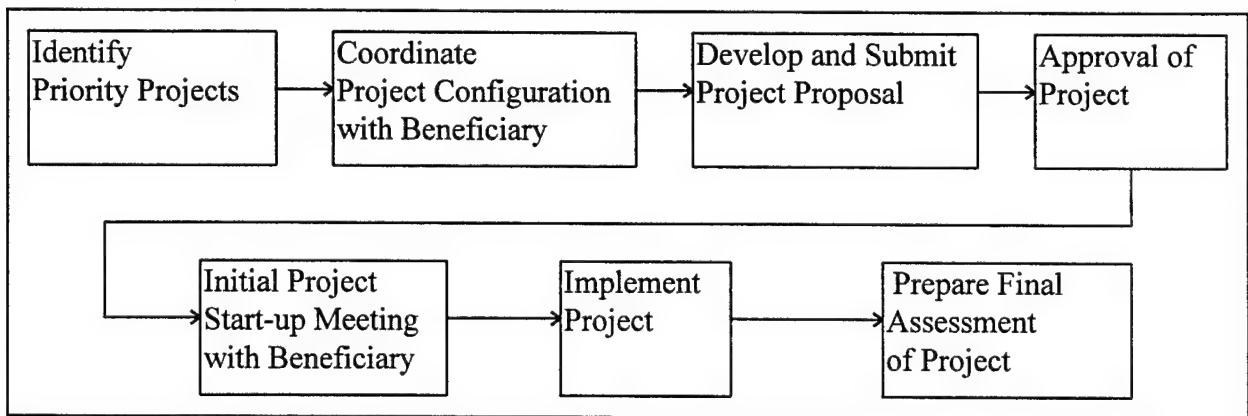 Identify
Priority Projects
Coordinate
Project Configuration
with Beneficiary
Develop and Submit
Project Proposal
Approval of
Project
Initial Project
Start-up Meeting
with Beneficiary
Implement
Project
Prepare Final
Assessment
of Project